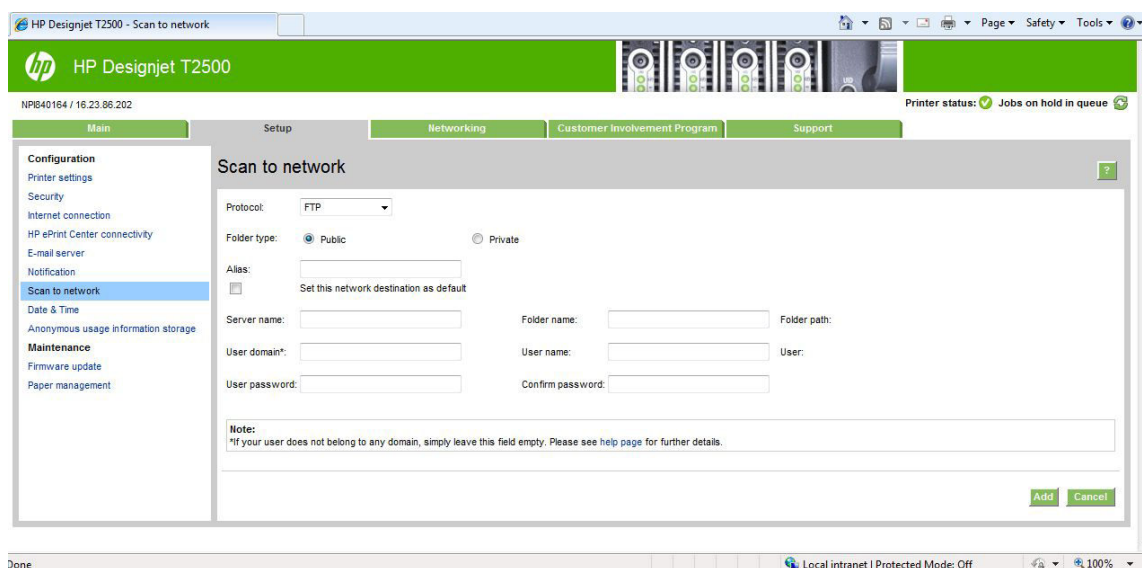 HP Designjet T2500 - Scan to network
Page Safety Tools
hp HP Designjet T2500
NPI840164 / 16.23.86.202
Printer status: Jobs on hold in queue
Main Setup Networking Customer Involvement Program Support
Configuration
Printer settings
Security
Internet connection
HP ePrint Center connectivity
E-mail server
Notification
Scan to network
Date & Time
Anonymous usage information storage
Maintenance
Firmware update
Paper management
Scan to network
?
Protocol: FTP
Folder type: Public Private
Alias:
Set this network destination as default
Server name: Folder name: Folder path:
User domain*: User name: User:
User password: Confirm password:
Note:
*If your user does not belong to any domain, simply leave this field empty. Please see help page for further details.
Add Cancel
Done
Local intranet | Protected Mode: Off
100%